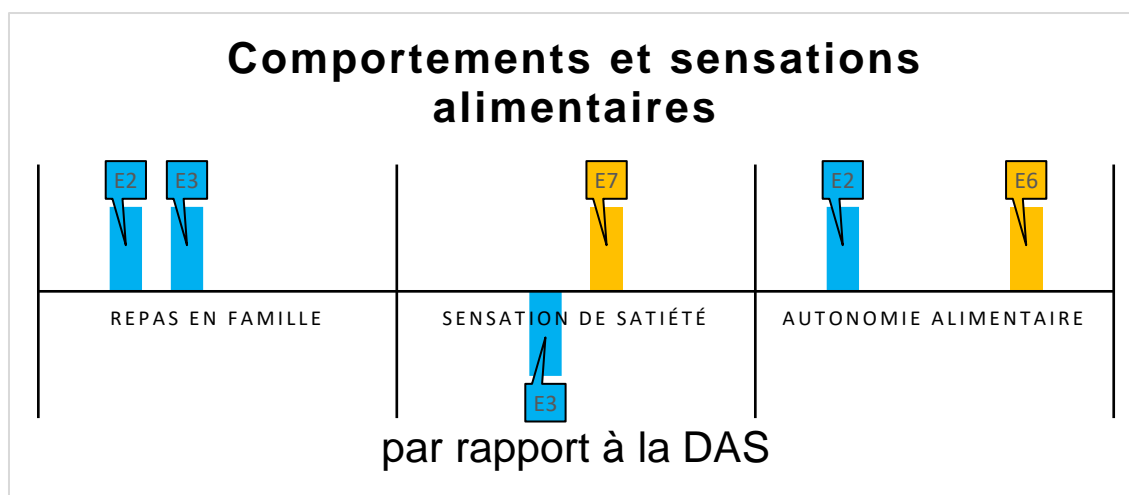 Comportements et sensations
alimentaires
E2 E3 E7 E2 E6
REPAS EN FAMILLE SENSATION DE SATIÉTÉ AUTONOMIE ALIMENTAIRE
E3
par rapport à la DAS